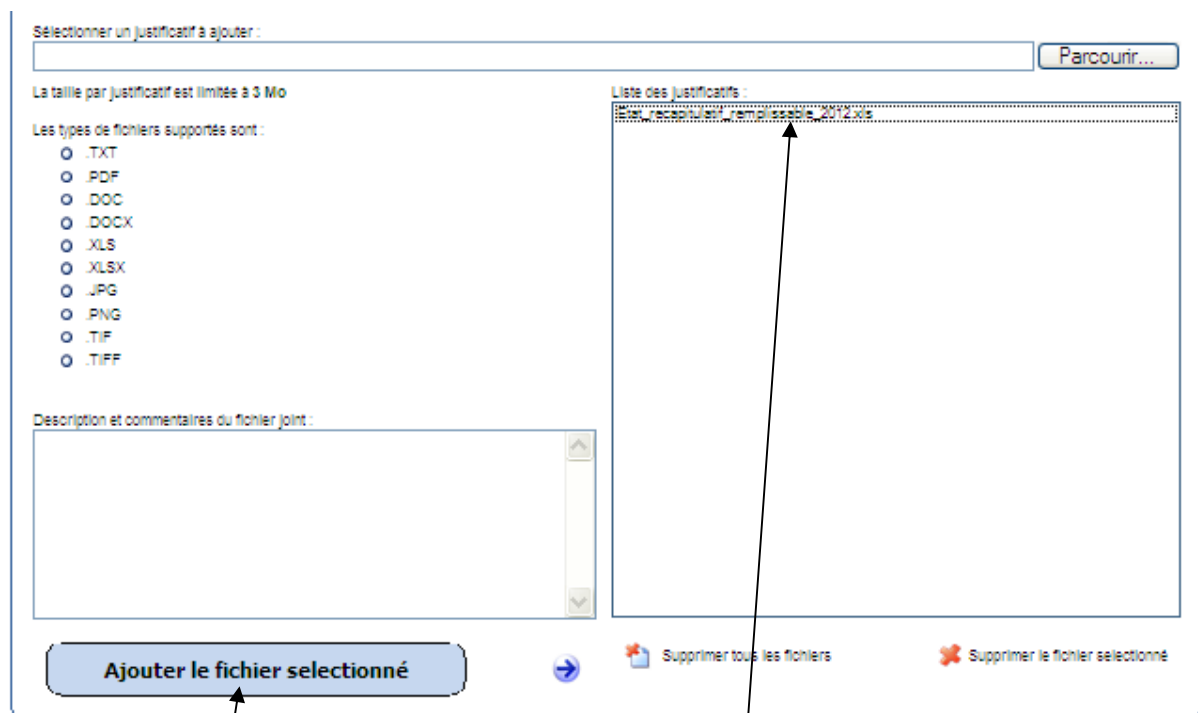 Sélectionner un justificatif à ajouter :
Parcourir...
La taille par justificatif est limitée à 3 Mo
Les types de fichiers supportés sont :
.TXT
.PDF
.DOC
.DOCX
.XLS
.XLSX
.JPG
.PNG
.TIF
.TIFF
Liste des justificatifs :
Etat_recapitulatif_remplissable_2012.xls
Description et commentaires du fichier joint :
Ajouter le fichier selectionné
Supprimer tous les fichiers
Supprimer le fichier selectionné